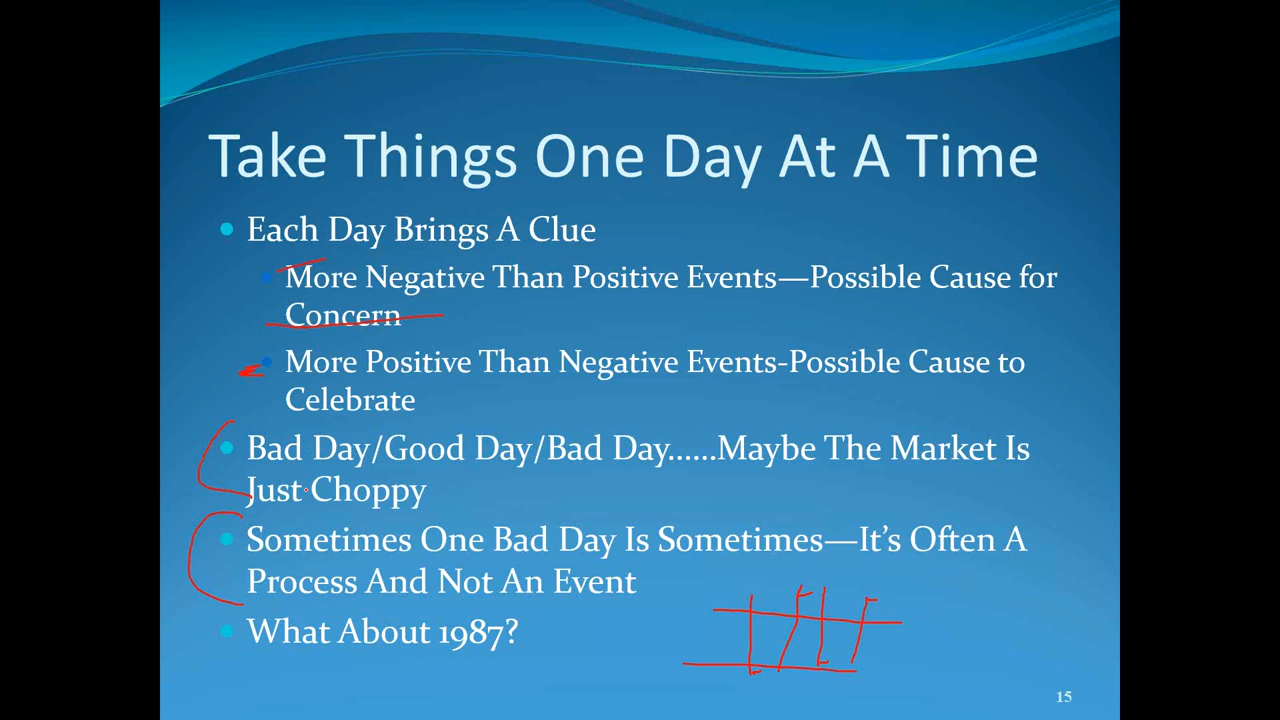 Take Things One Day At A Time
Each Day Brings A Clue
More Negative Than Positive Events—Possible Cause for
Concern
More Positive Than Negative Events-Possible Cause to
Celebrate
Bad Day/Good Day/Bad Day……Maybe The Market Is
Just Choppy
Sometimes One Bad Day Is Sometimes—It’s Often A
Process And Not An Event
What About 1987?
15